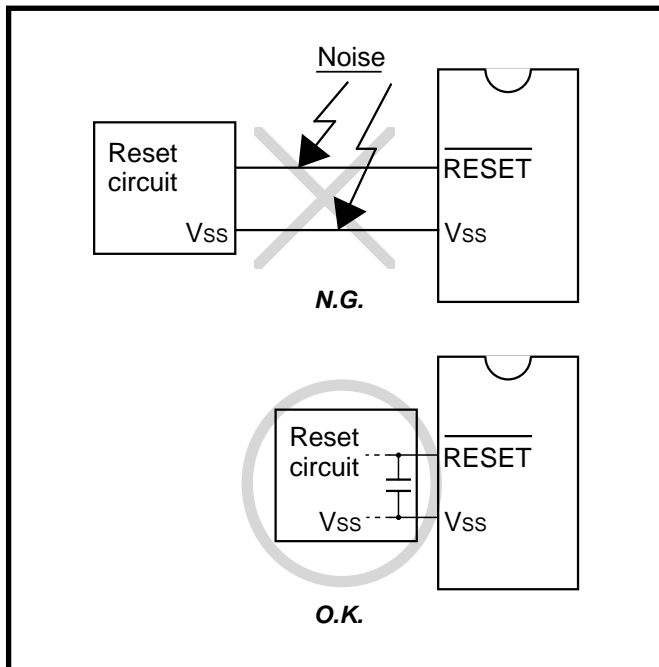 Noise
Reset
circuit
RESET
Vss
Vss
N.G.
Reset
circuit
RESET
Vss
Vss
O.K.